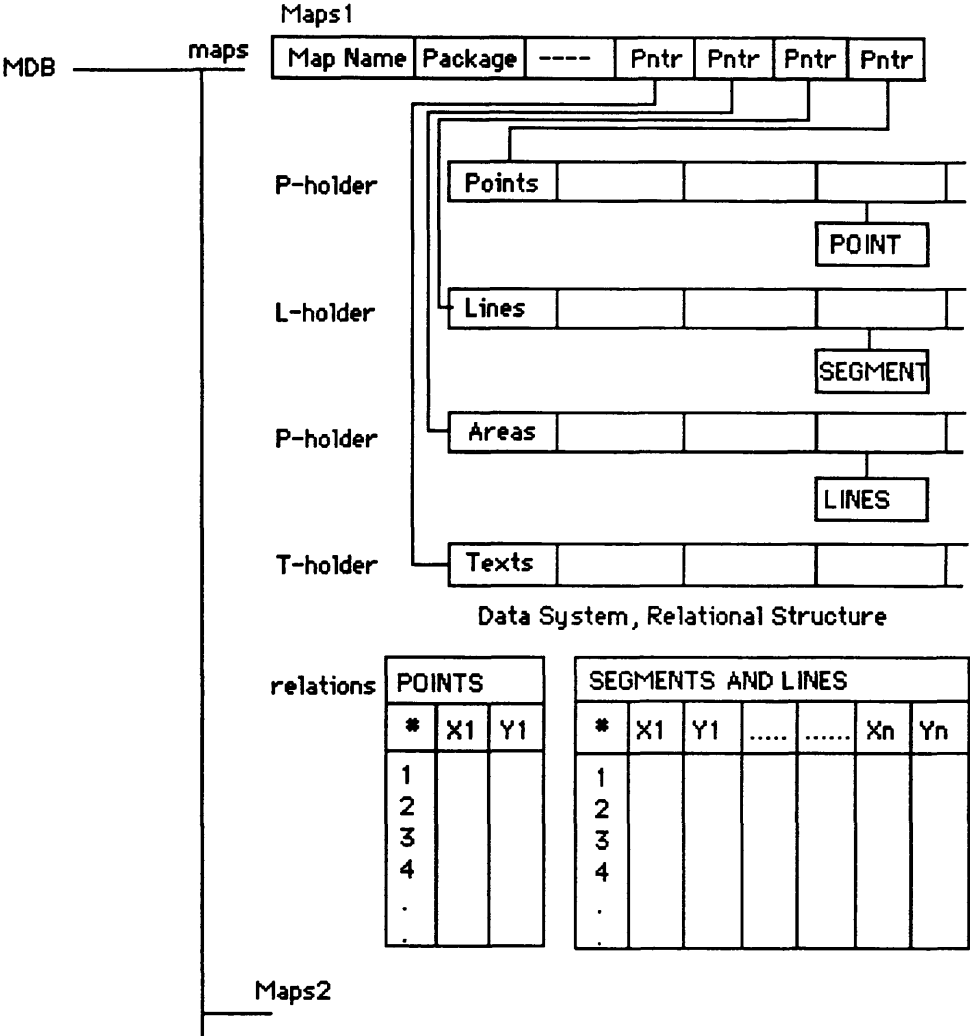 Maps1
MDB
maps
Map Name Package ---- Pntr Pntr Pntr Pntr
P-holder Points
POINT
L-holder Lines
SEGMENT
P-holder Areas
LINES
T-holder Texts
Data System, Relational Structure
relations POINTS SEGMENTS AND LINES
* X1 Y1 * X1 Y1 ..... ...... Xn Yn
1 1
2 2
3 3
4 4
. .
. .
Maps2